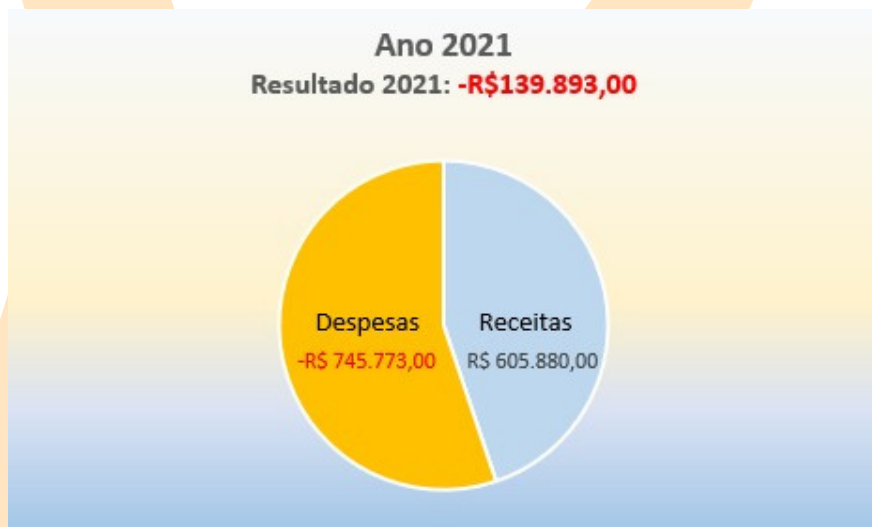 Ano 2021
Resultado 2021: -R$139.893,00
Despesas
-R$ 745.773,00
Receitas
R$ 605.880,00